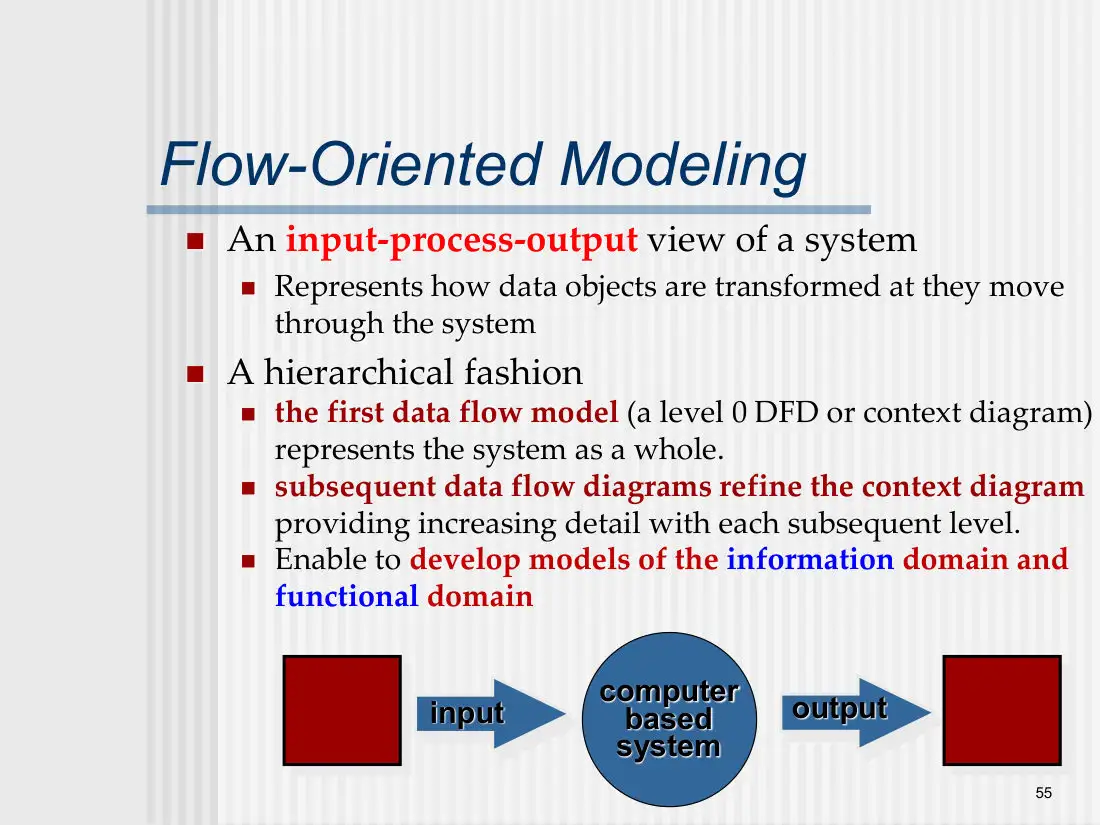 Flow-Oriented Modeling
An input-process-output view of a system
Represents how data objects are transformed at they move
through the system
A hierarchical fashion
the first data flow model (a level 0 DFD or context diagram)
represents the system as a whole.
subsequent data flow diagrams refine the context diagram
providing increasing detail with each subsequent level.
Enable to develop models of the information domain and
functional domain
input
computer
based
system
output
55